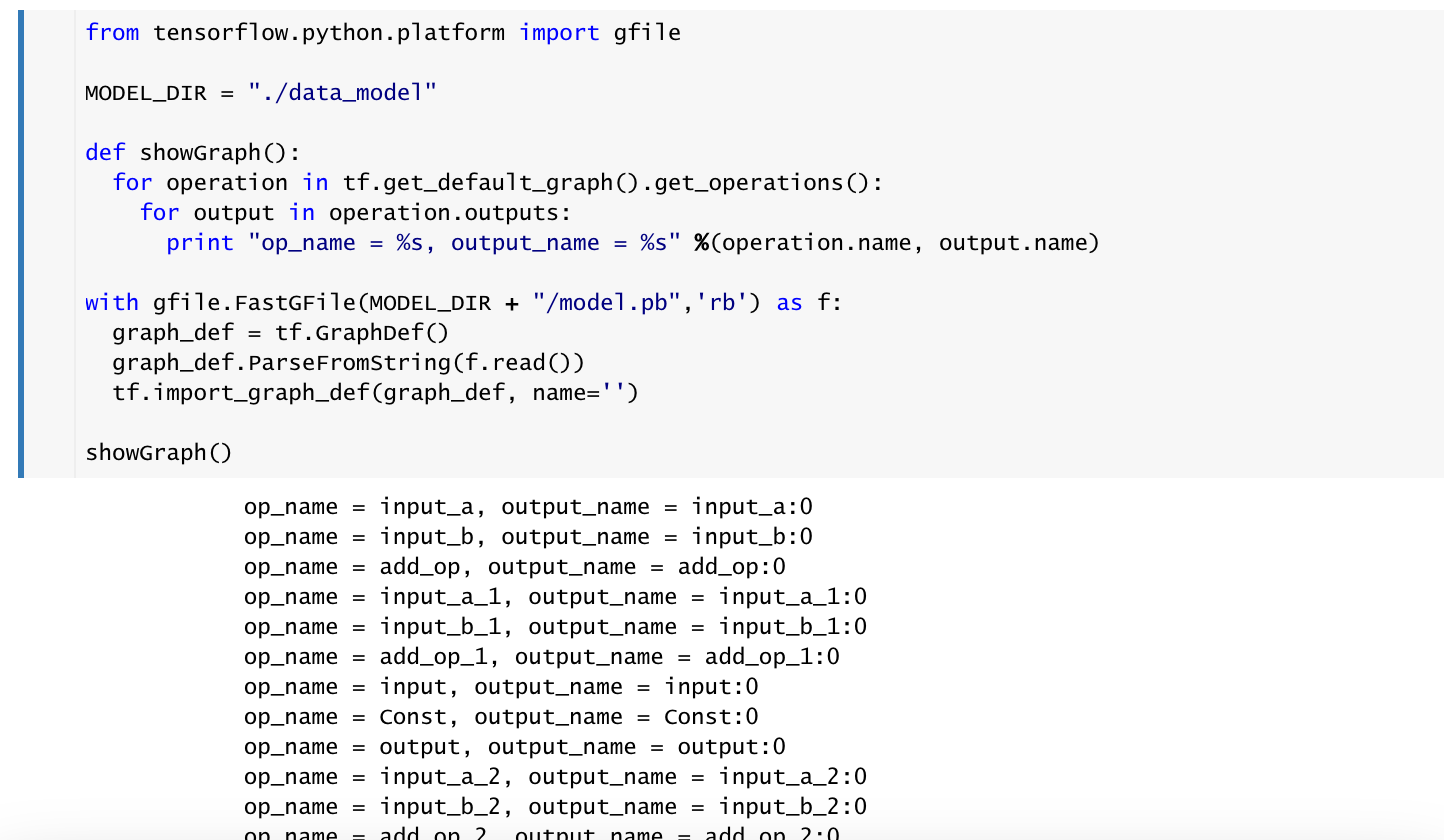 from tensorflow.python.platform import gfile
MODEL_DIR = "./data_model"
def showGraph():
for operation in tf.get_default_graph().get_operations():
for output in operation.outputs:
print "op_name = %s, output_name = %s" %(operation.name, output.name)
with gfile.FastGFile(MODEL_DIR + "/model.pb",'rb') as f:
graph_def = tf.GraphDef()
graph_def.ParseFromString(f.read())
tf.import_graph_def(graph_def, name='')
showGraph()
op_name = input_a, output_name = input_a:0
op_name = input_b, output_name = input_b:0
op_name = add_op, output_name = add_op:0
op_name = input_a_1, output_name = input_a_1:0
op_name = input_b_1, output_name = input_b_1:0
op_name = add_op_1, output_name = add_op_1:0
op_name = input, output_name = input:0
op_name = Const, output_name = Const:0
op_name = output, output_name = output:0
op_name = input_a_2, output_name = input_a_2:0
op_name = input_b_2, output_name = input_b_2:0
op_name = add_op_2, output_name = add_op_2:0